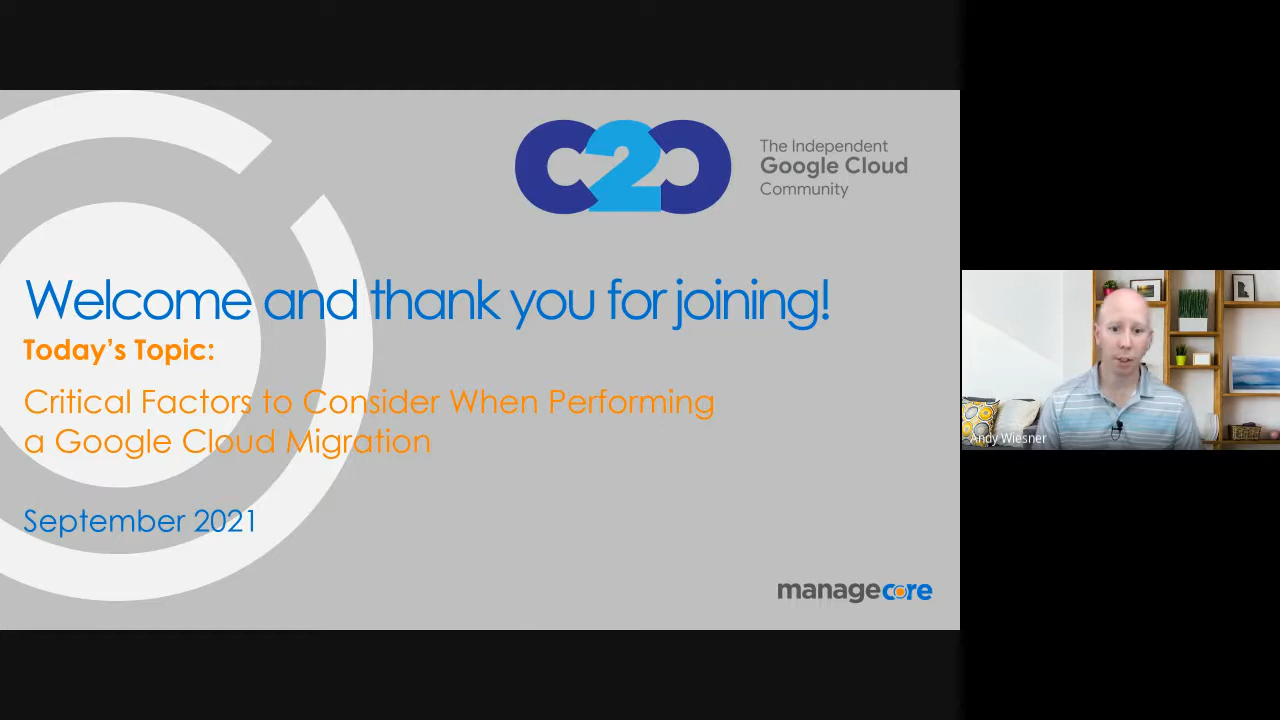 C2C
The Independent
Google Cloud
Community
Welcome and thank you for joining!
Today's Topic:
Critical Factors to Consider When Performing
a Google Cloud Migration
September 2021
managecore
Andy Wiesner